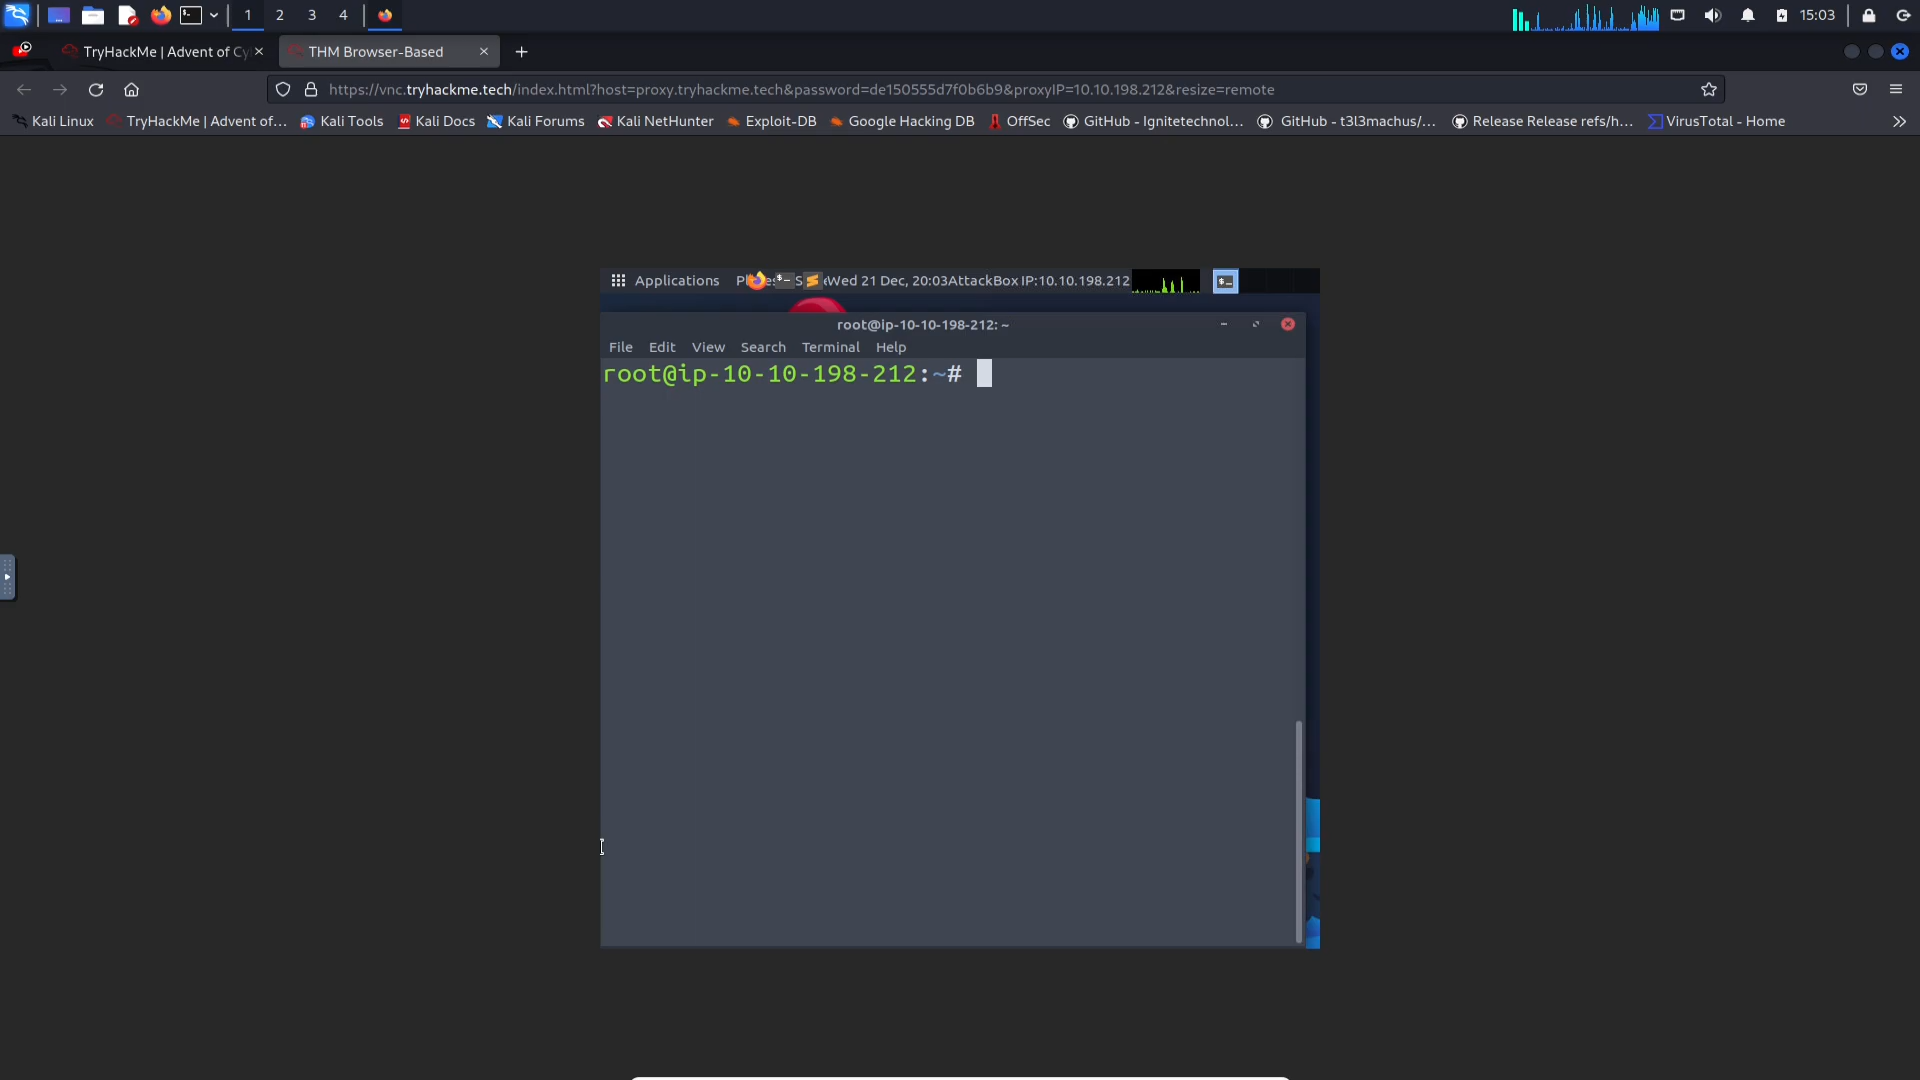 1 2 3 4 15:03
TryHackMe | Advent of Cy THM Browser-Based
https://vnc.tryhackme.tech/index.html?host=proxy.tryhackme.tech&password=de150555d7f0b6b9&proxyIP=10.10.198.212&resize=remote
Kali Linux TryHackMe | Advent of... Kali Tools Kali Docs Kali Forums Kali NetHunter Exploit-DB Google Hacking DB OffSec GitHub - Ignitetechnol... GitHub - t3l3machus/... Release Release refs/h... VirusTotal - Home
Applications Wed 21 Dec, 20:03 AttackBox IP:10.10.198.212
root@ip-10-10-198-212: ~
File Edit View Search Terminal Help
root@ip-10-10-198-212:~#